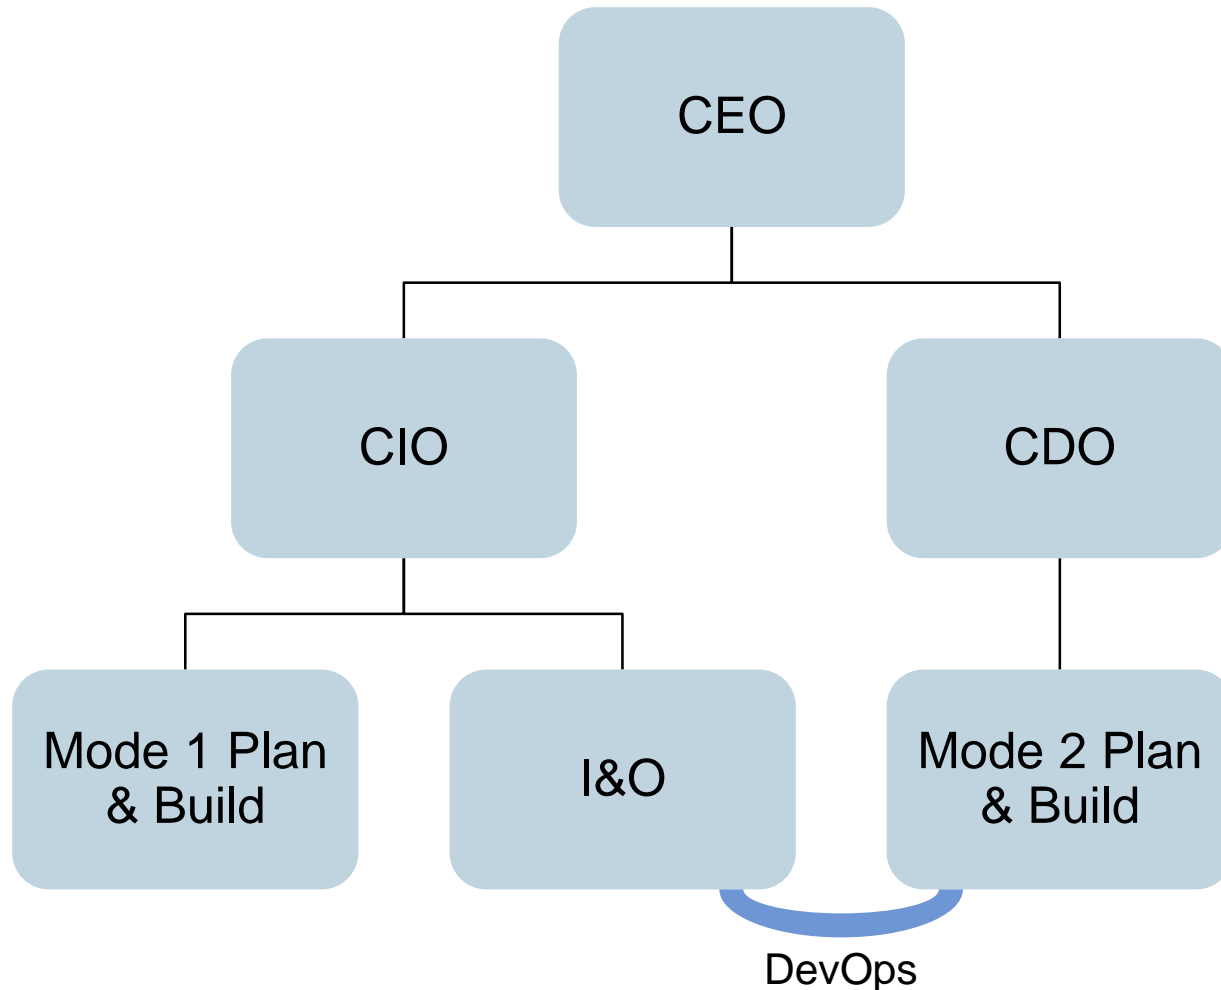 CEO
CIO
CDO
Mode 1 Plan
& Build
I&O
Mode 2 Plan
& Build
DevOps